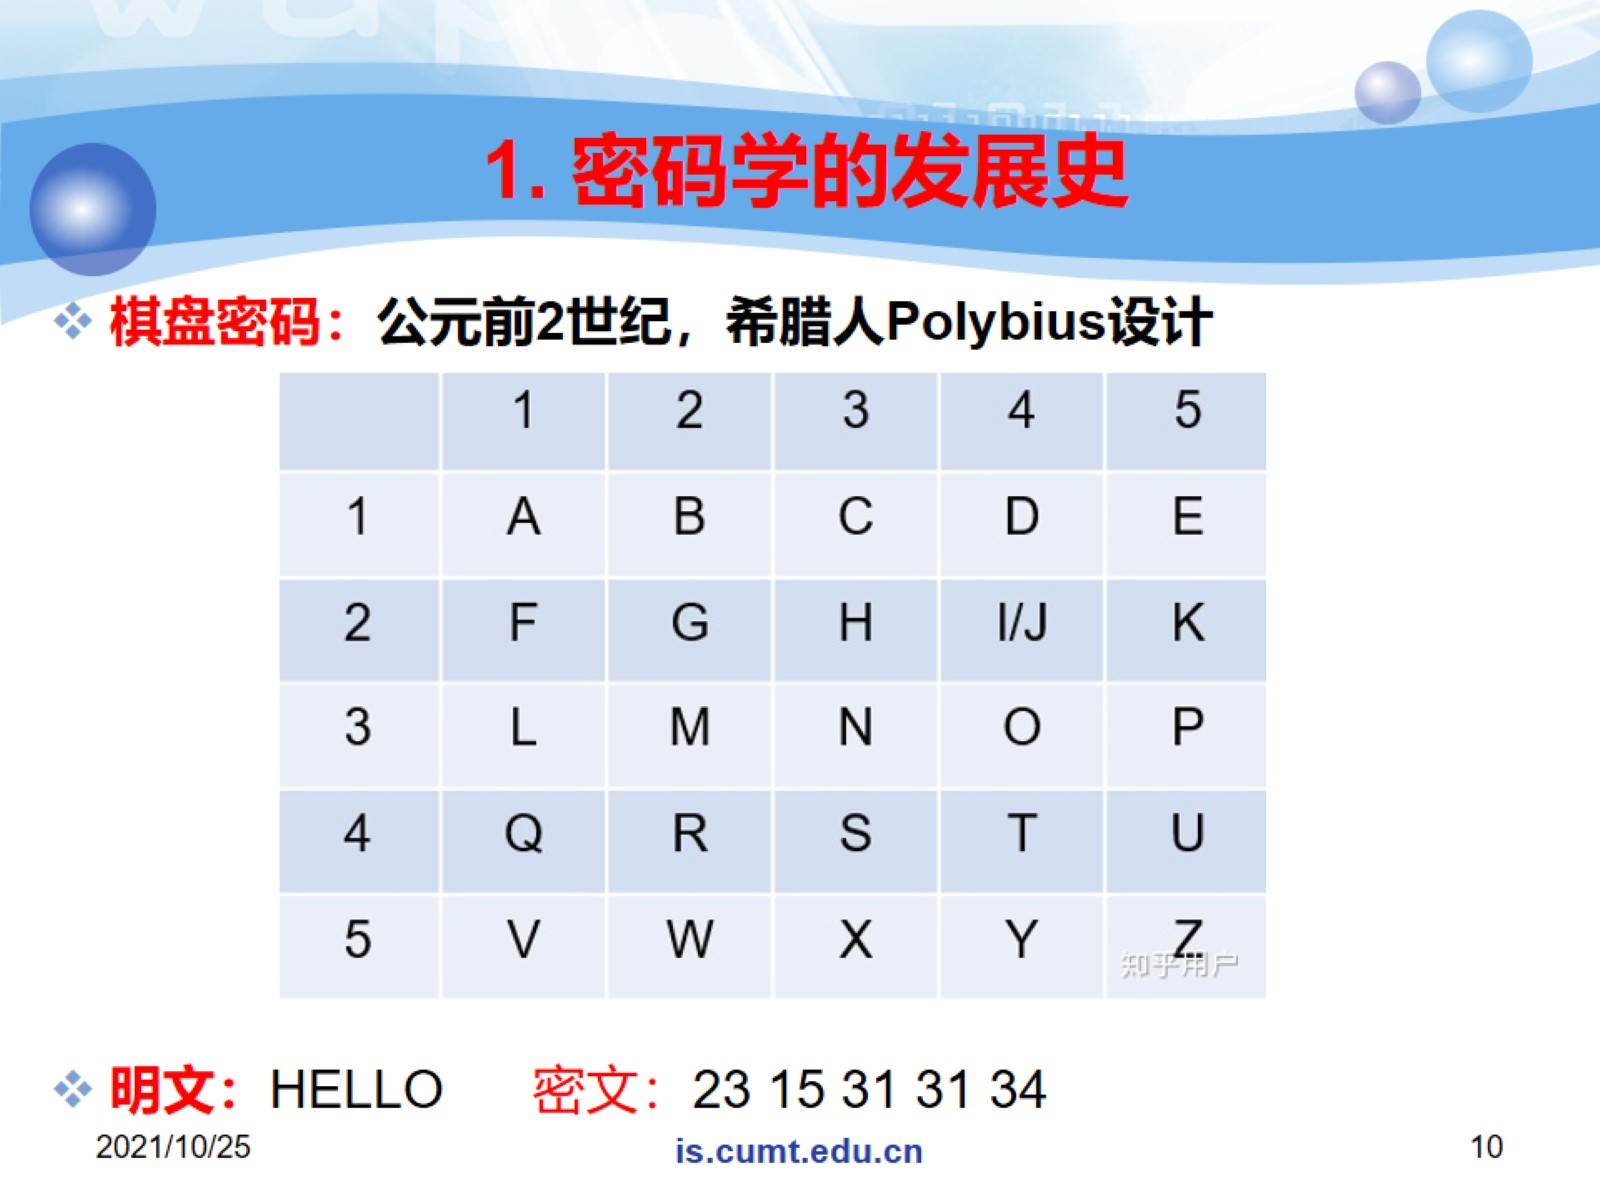 1. 密码学的发展史
棋盘密码：公元前2世纪，希腊人Polybius设计
1 2 3 4 5
1 A B C D E
2 F G H I/J K
3 L M N O P
4 Q R S T U
5 V W X Y Z
知乎用户
明文：HELLO 密文：23 15 31 31 34
2021/10/25 is.cumt.edu.cn 10